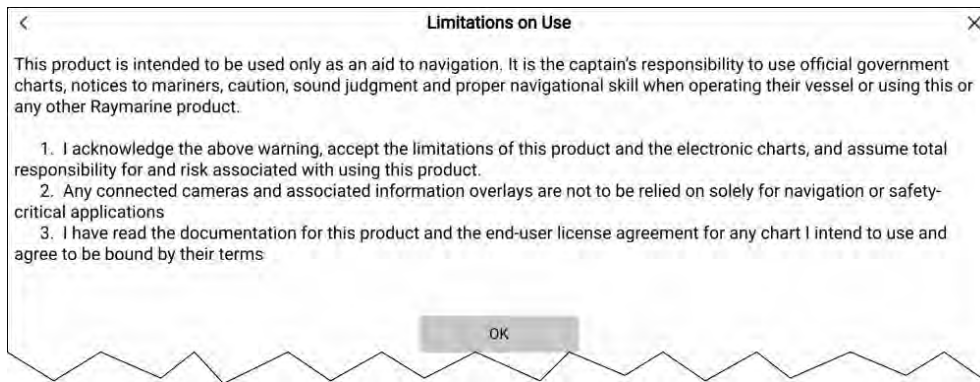 Limitations on Use
This product is intended to be used only as an aid to navigation. It is the captain's responsibility to use official government
charts, notices to mariners, caution, sound judgment and proper navigational skill when operating their vessel or using this or
any other Raymarine product.
1. I acknowledge the above warning, accept the limitations of this product and the electronic charts, and assume total
responsibility for and risk associated with using this product.
2. Any connected cameras and associated information overlays are not to be relied on solely for navigation or safety-
critical applications
3. I have read the documentation for this product and the end-user license agreement for any chart I intend to use and
agree to be bound by their terms
OK